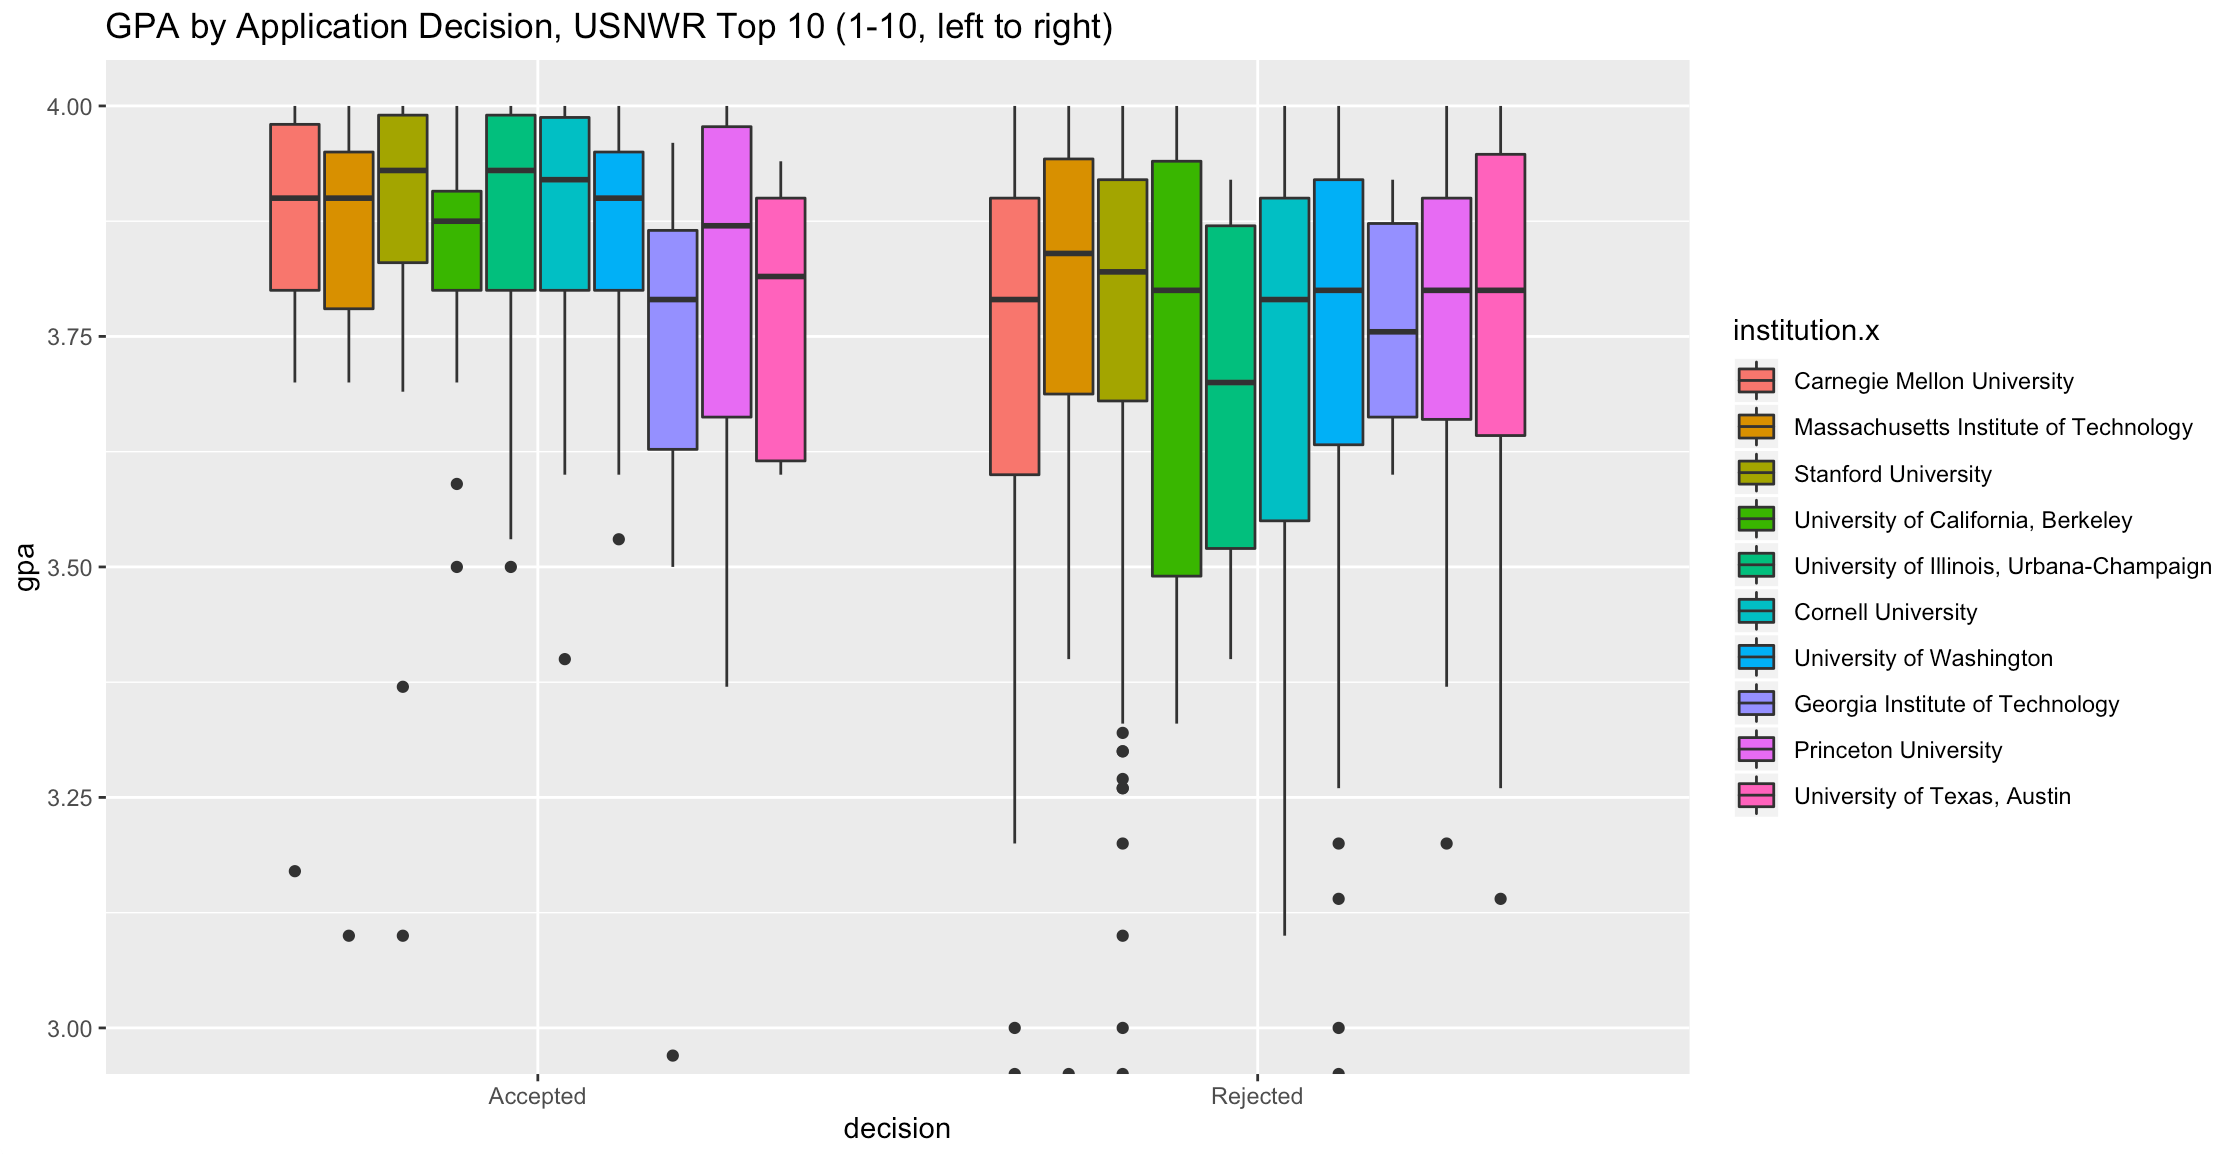 GPA by Application Decision, USNWR Top 10 (1-10, left to right)
4.00
3.75
3.50
3.25
3.00
gpa
Accepted
Rejected
decision
institution.x
Carnegie Mellon University
Massachusetts Institute of Technology
Stanford University
University of California, Berkeley
University of Illinois, Urbana-Champaign
Cornell University
University of Washington
Georgia Institute of Technology
Princeton University
University of Texas, Austin